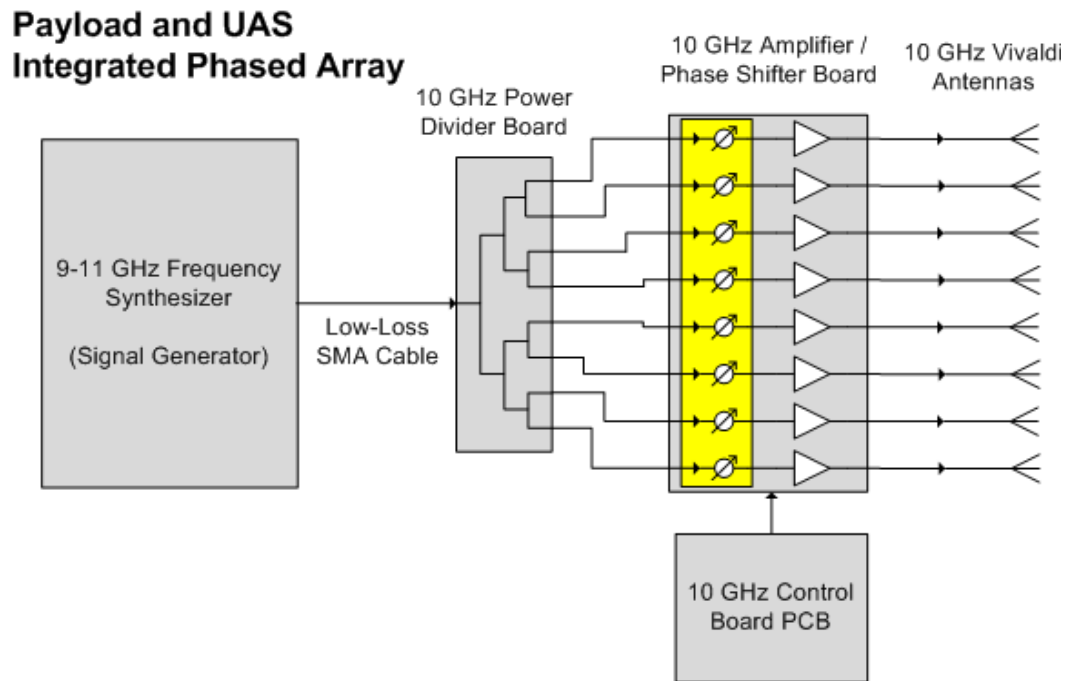 Payload and UAS
Integrated Phased Array
10 GHz Power
Divider Board
10 GHz Amplifier /
Phase Shifter Board
10 GHz Vivaldi
Antennas
9-11 GHz Frequency
Synthesizer
(Signal Generator)
Low-Loss
SMA Cable
10 GHz Control
Board PCB